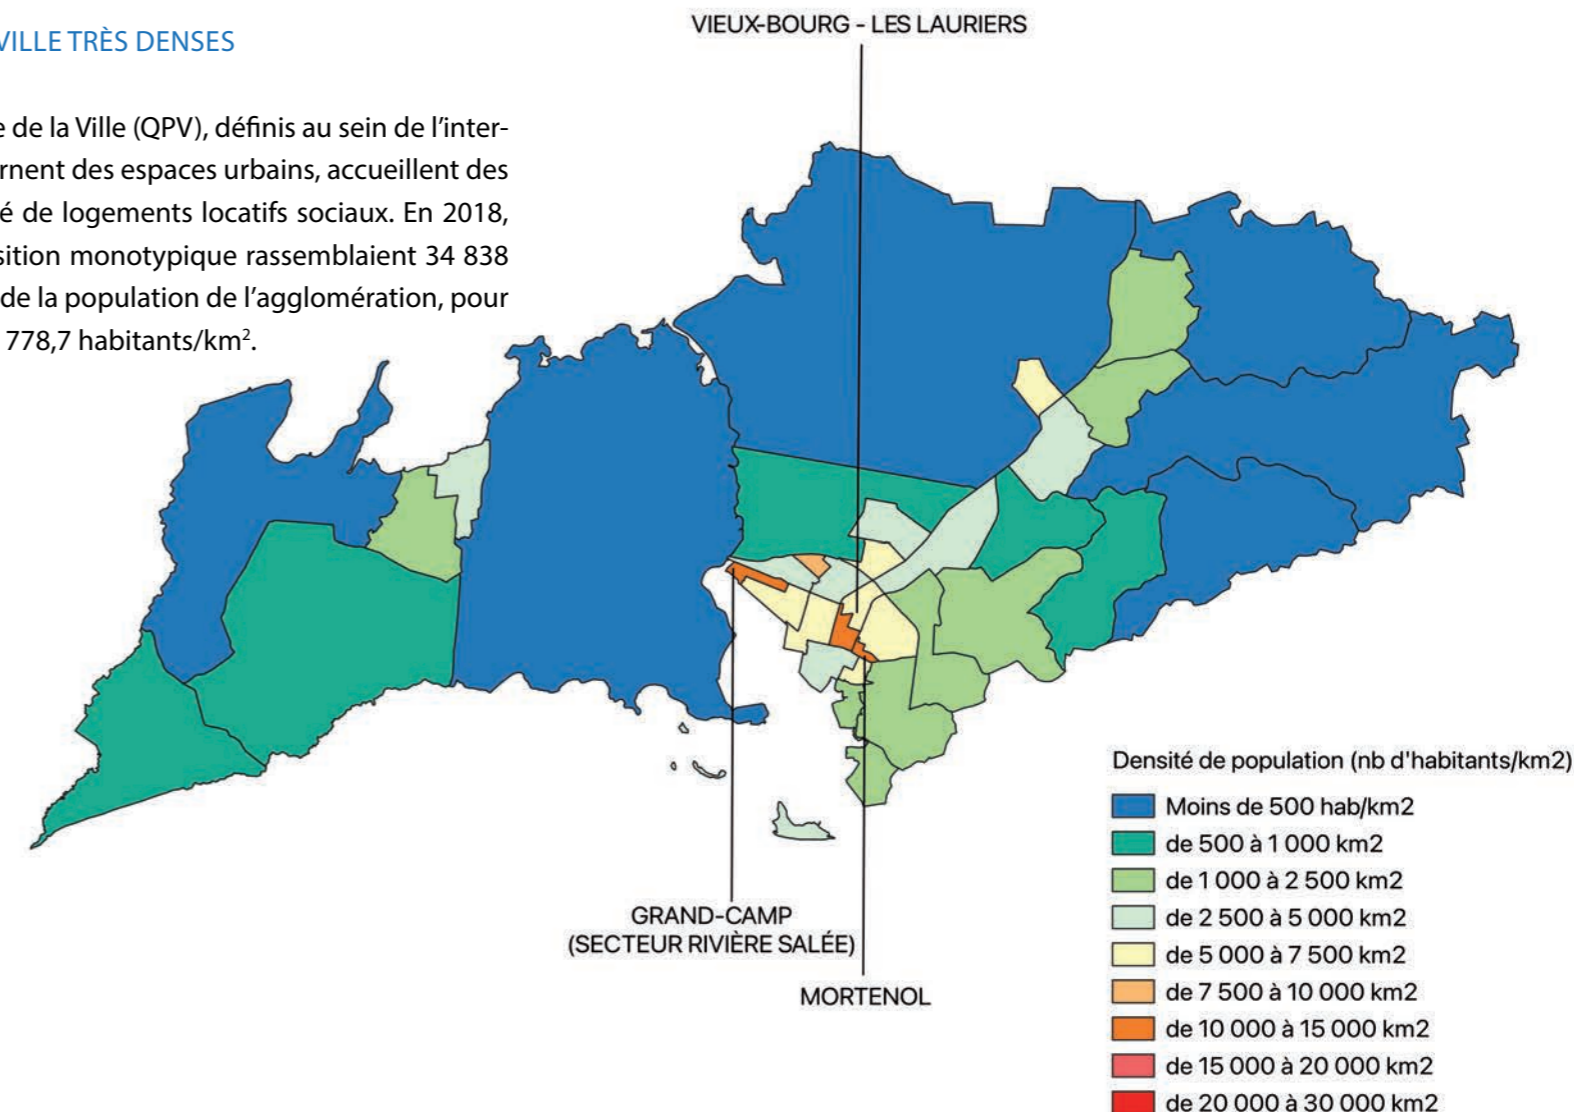 VILLE TRÈS DENSES
e de la Ville (QPV), définis au sein de l’inter-
rnent des espaces urbains, accueillent des
é de logements locatifs sociaux. En 2018,
sition monotypique rassemblaient 34 838
de la population de l’agglomération, pour
778,7 habitants/km².
VIEUX-BOURG - LES LAURIERS
GRAND-CAMP
(SECTEUR RIVIÈRE SALÉE)
MORTENOL
Densité de population (nb d'habitants/km2)
Moins de 500 hab/km2
de 500 à 1 000 km2
de 1 000 à 2 500 km2
de 2 500 à 5 000 km2
de 5 000 à 7 500 km2
de 7 500 à 10 000 km2
de 10 000 à 15 000 km2
de 15 000 à 20 000 km2
de 20 000 à 30 000 km2